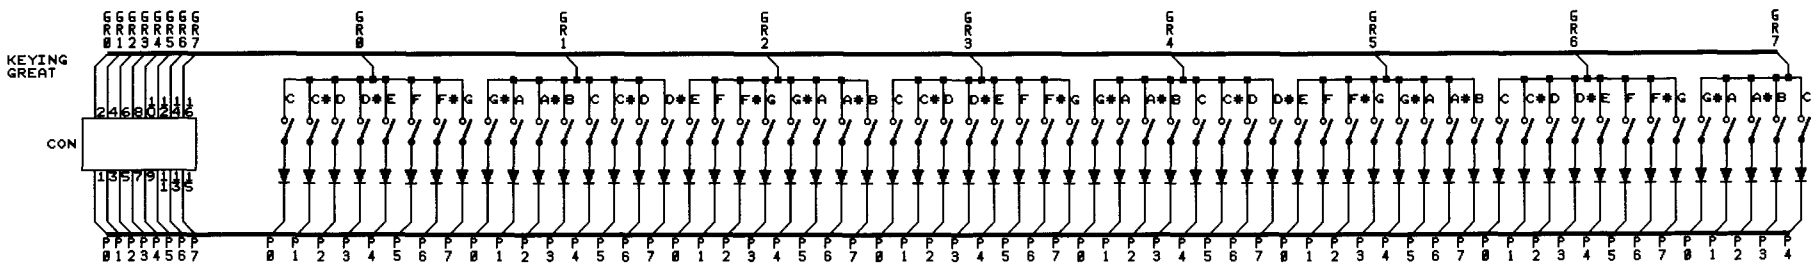 GR0 GR1 GR2 GR3 GR4 GR5 GR6 GR7 GR0 GR1 GR2 GR3 GR4 GR5 GR6 GR7
KEYING
GREAT
C C# D D# E F F# G G# A A# B C C# D D# E F F# G G# A A# B C C# D D# E F F# G G# A A# B C C# D D# E F F# G G# A A# B C C# D D# E F F# G G# A A# B C
2 4 6 8 10 12 14 16
CON
1 3 5 7 9 11 13 15
P0 P1 P2 P3 P4 P5 P6 P7 P0 P1 P2 P3 P4 P5 P6 P7 P0 P1 P2 P3 P4 P5 P6 P7 P0 P1 P2 P3 P4 P5 P6 P7 P0 P1 P2 P3 P4 P5 P6 P7 P0 P1 P2 P3 P4 P5 P6 P7 P0 P1 P2 P3 P4 P5 P6 P7 P0 P1 P2 P3 P4 P5 P6 P7 P0 P1 P2 P3 P4